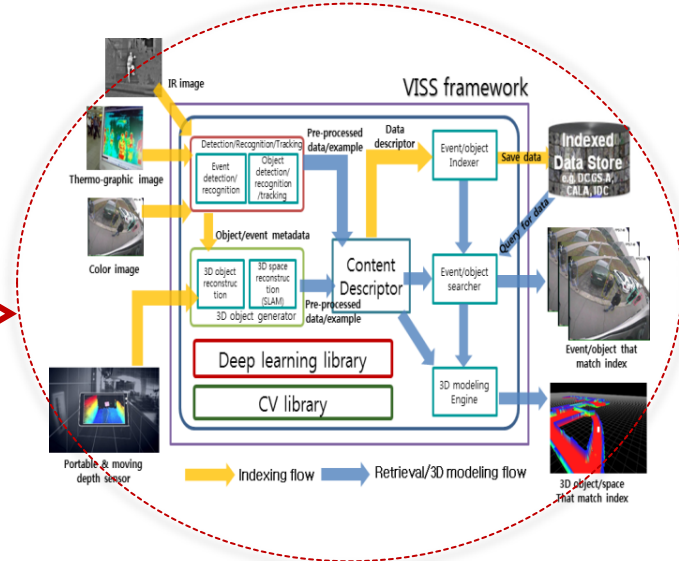 VISS framework
IR image
Thermo-graphic image
Color image
Portable & moving
depth sensor
Detection/Recognition/Tracking
Event
detection/
recognition
Object
detection/
recognition
/tracking
Pre-processed
data/example
Data
descriptor
Event/object
Indexer
Save data
Indexed
Data Store
e.g. DCGS-A,
CALA, IDC
Query for data
Object/event metadata
3D object
reconstruc
tion
3D space
reconstruc
tion
(SLAM)
3D object generator
Pre-processed
data/example
Content
Descriptor
Event/object
searcher
Event/object that
match index
Deep learning library
CV library
3D modeling
Engine
3D object/space
That match index
Indexing flow
Retrieval/3D modeling flow